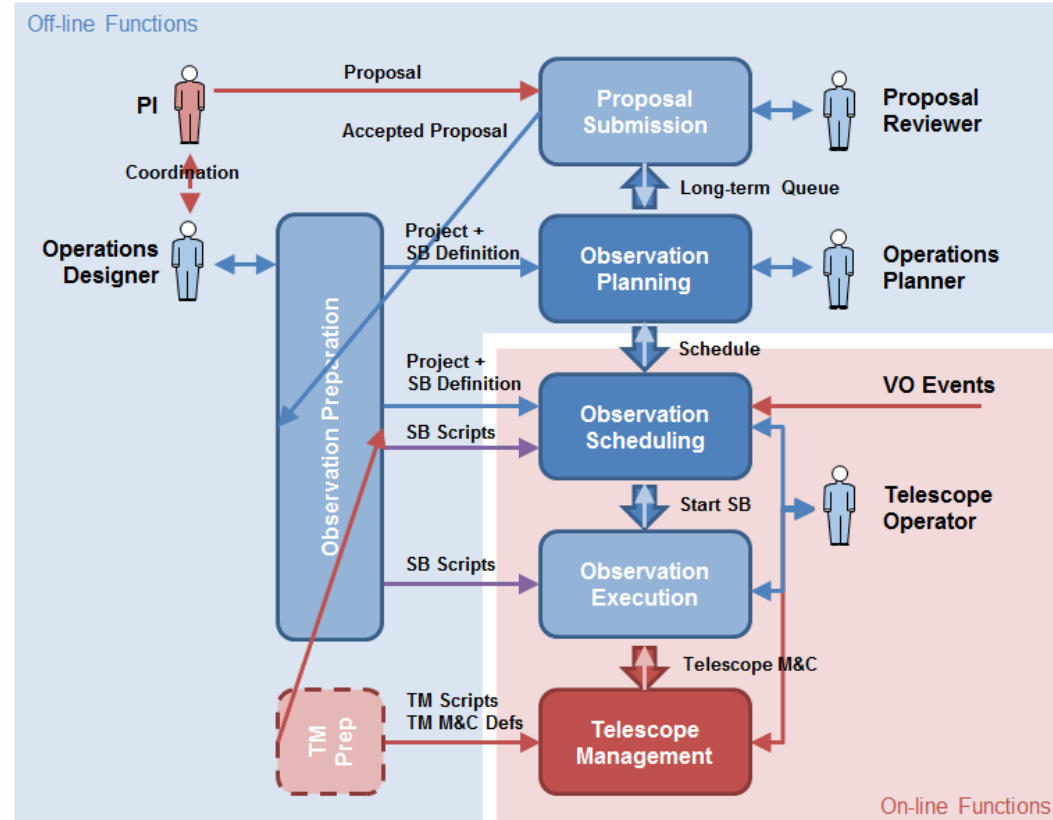 Off-line Functions
PI
Proposal
Proposal
Submission
Proposal
Reviewer
Accepted Proposal
Coordination
Long-term Queue
Operations
Designer
Project +
SB Definition
Observation
Planning
Operations
Planner
Observation Preparation
Schedule
Project +
SB Definition
VO Events
Observation
Scheduling
SB Scripts
Start SB
Telescope
Operator
SB Scripts
Observation
Execution
Telescope M&C
TM
Prep
TM Scripts
TM M&C Defs
Telescope
Management
On-line Functions